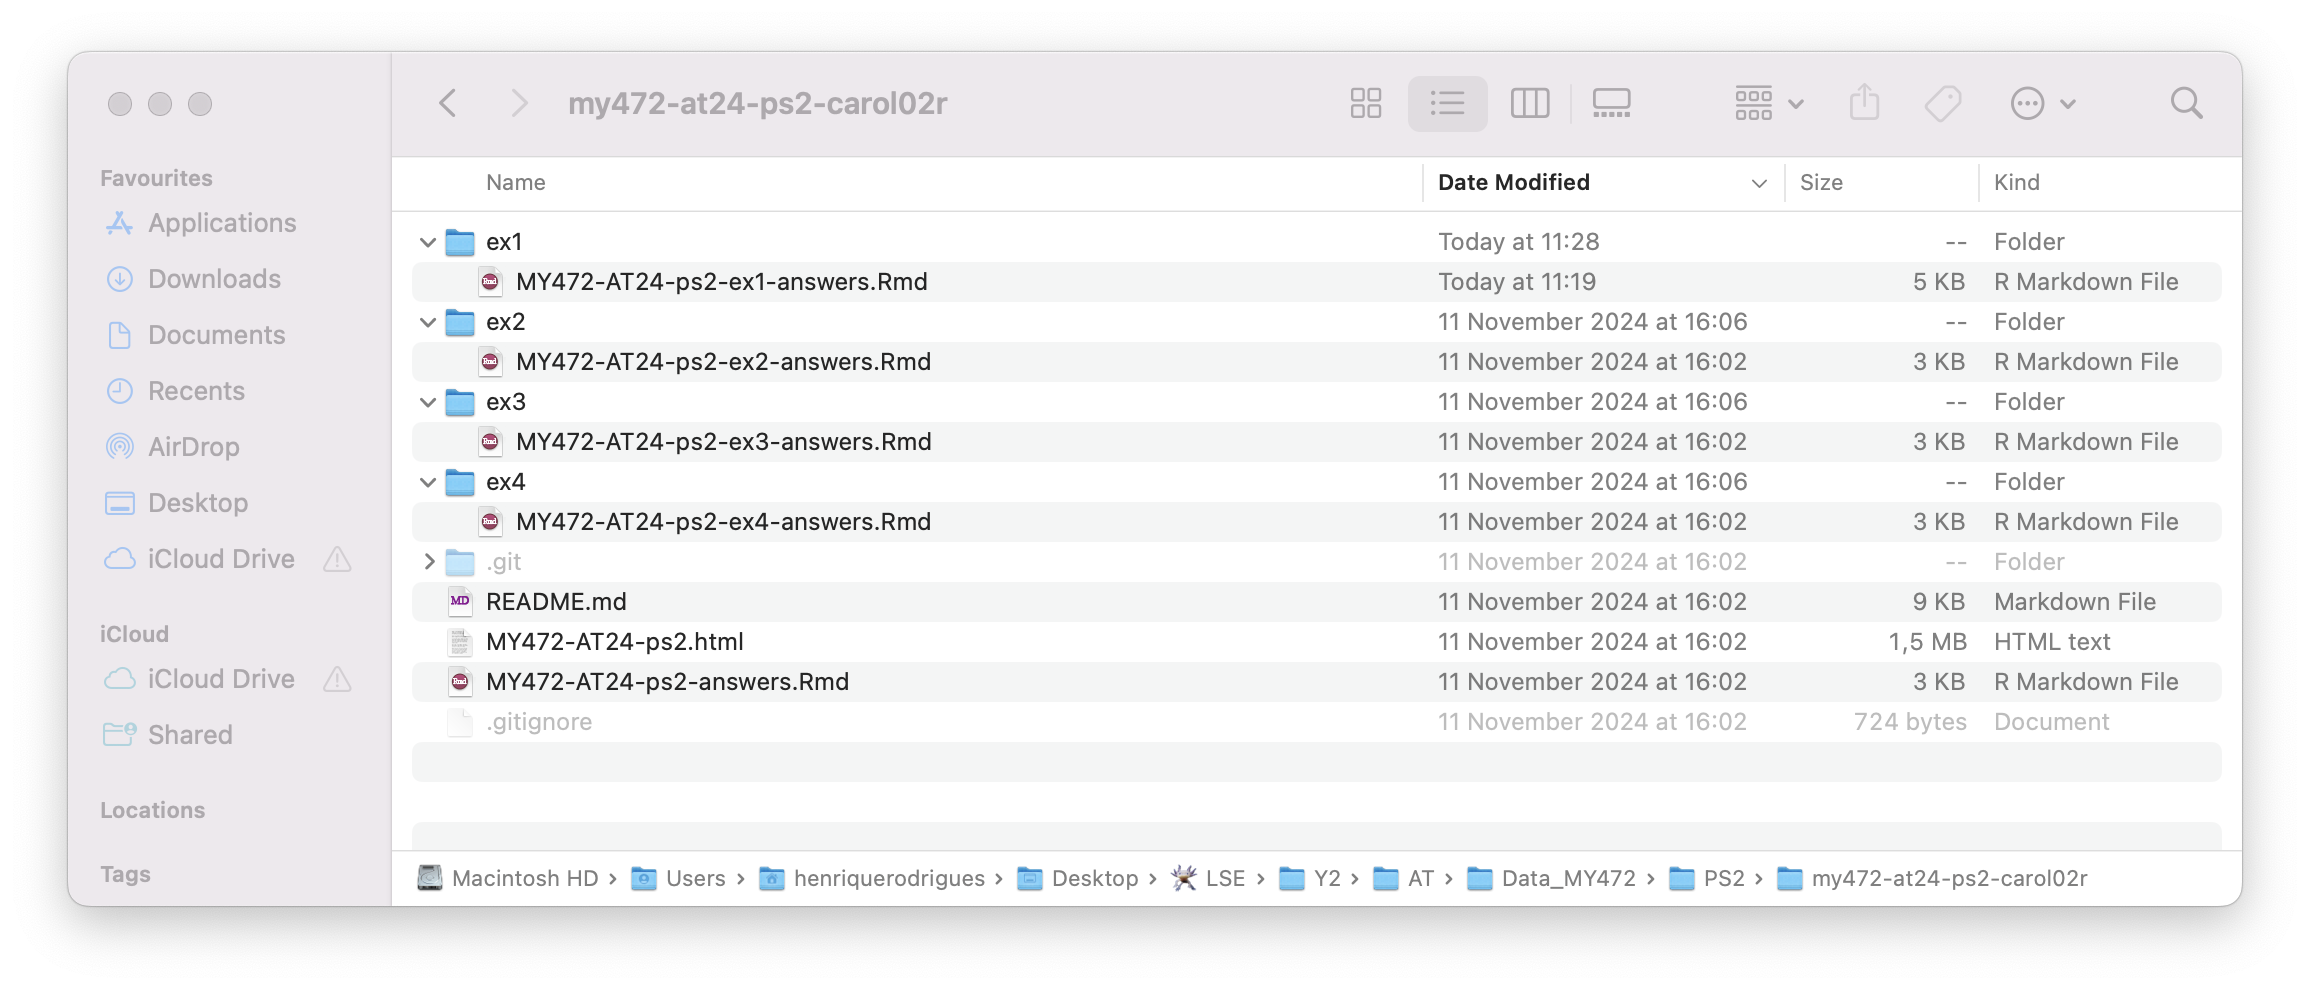 my472-at24-ps2-carol02r
Favourites
Applications
Downloads
Documents
Recents
AirDrop
Desktop
iCloud Drive
iCloud
iCloud Drive
Shared
Locations
Tags
Name Date Modified Size Kind
ex1 Today at 11:28 -- Folder
MY472-AT24-ps2-ex1-answers.Rmd Today at 11:19 5 KB R Markdown File
ex2 11 November 2024 at 16:06 -- Folder
MY472-AT24-ps2-ex2-answers.Rmd 11 November 2024 at 16:02 3 KB R Markdown File
ex3 11 November 2024 at 16:06 -- Folder
MY472-AT24-ps2-ex3-answers.Rmd 11 November 2024 at 16:02 3 KB R Markdown File
ex4 11 November 2024 at 16:06 -- Folder
MY472-AT24-ps2-ex4-answers.Rmd 11 November 2024 at 16:02 3 KB R Markdown File
.git 11 November 2024 at 16:02 -- Folder
MD README.md 11 November 2024 at 16:02 9 KB Markdown File
MY472-AT24-ps2.html 11 November 2024 at 16:02 1,5 MB HTML text
MY472-AT24-ps2-answers.Rmd 11 November 2024 at 16:02 3 KB R Markdown File
.gitignore 11 November 2024 at 16:02 724 bytes Document
Macintosh HD › Users › henriquerodrigues › Desktop › LSE › Y2 › AT › Data_MY472 › PS2 › my472-at24-ps2-carol02r